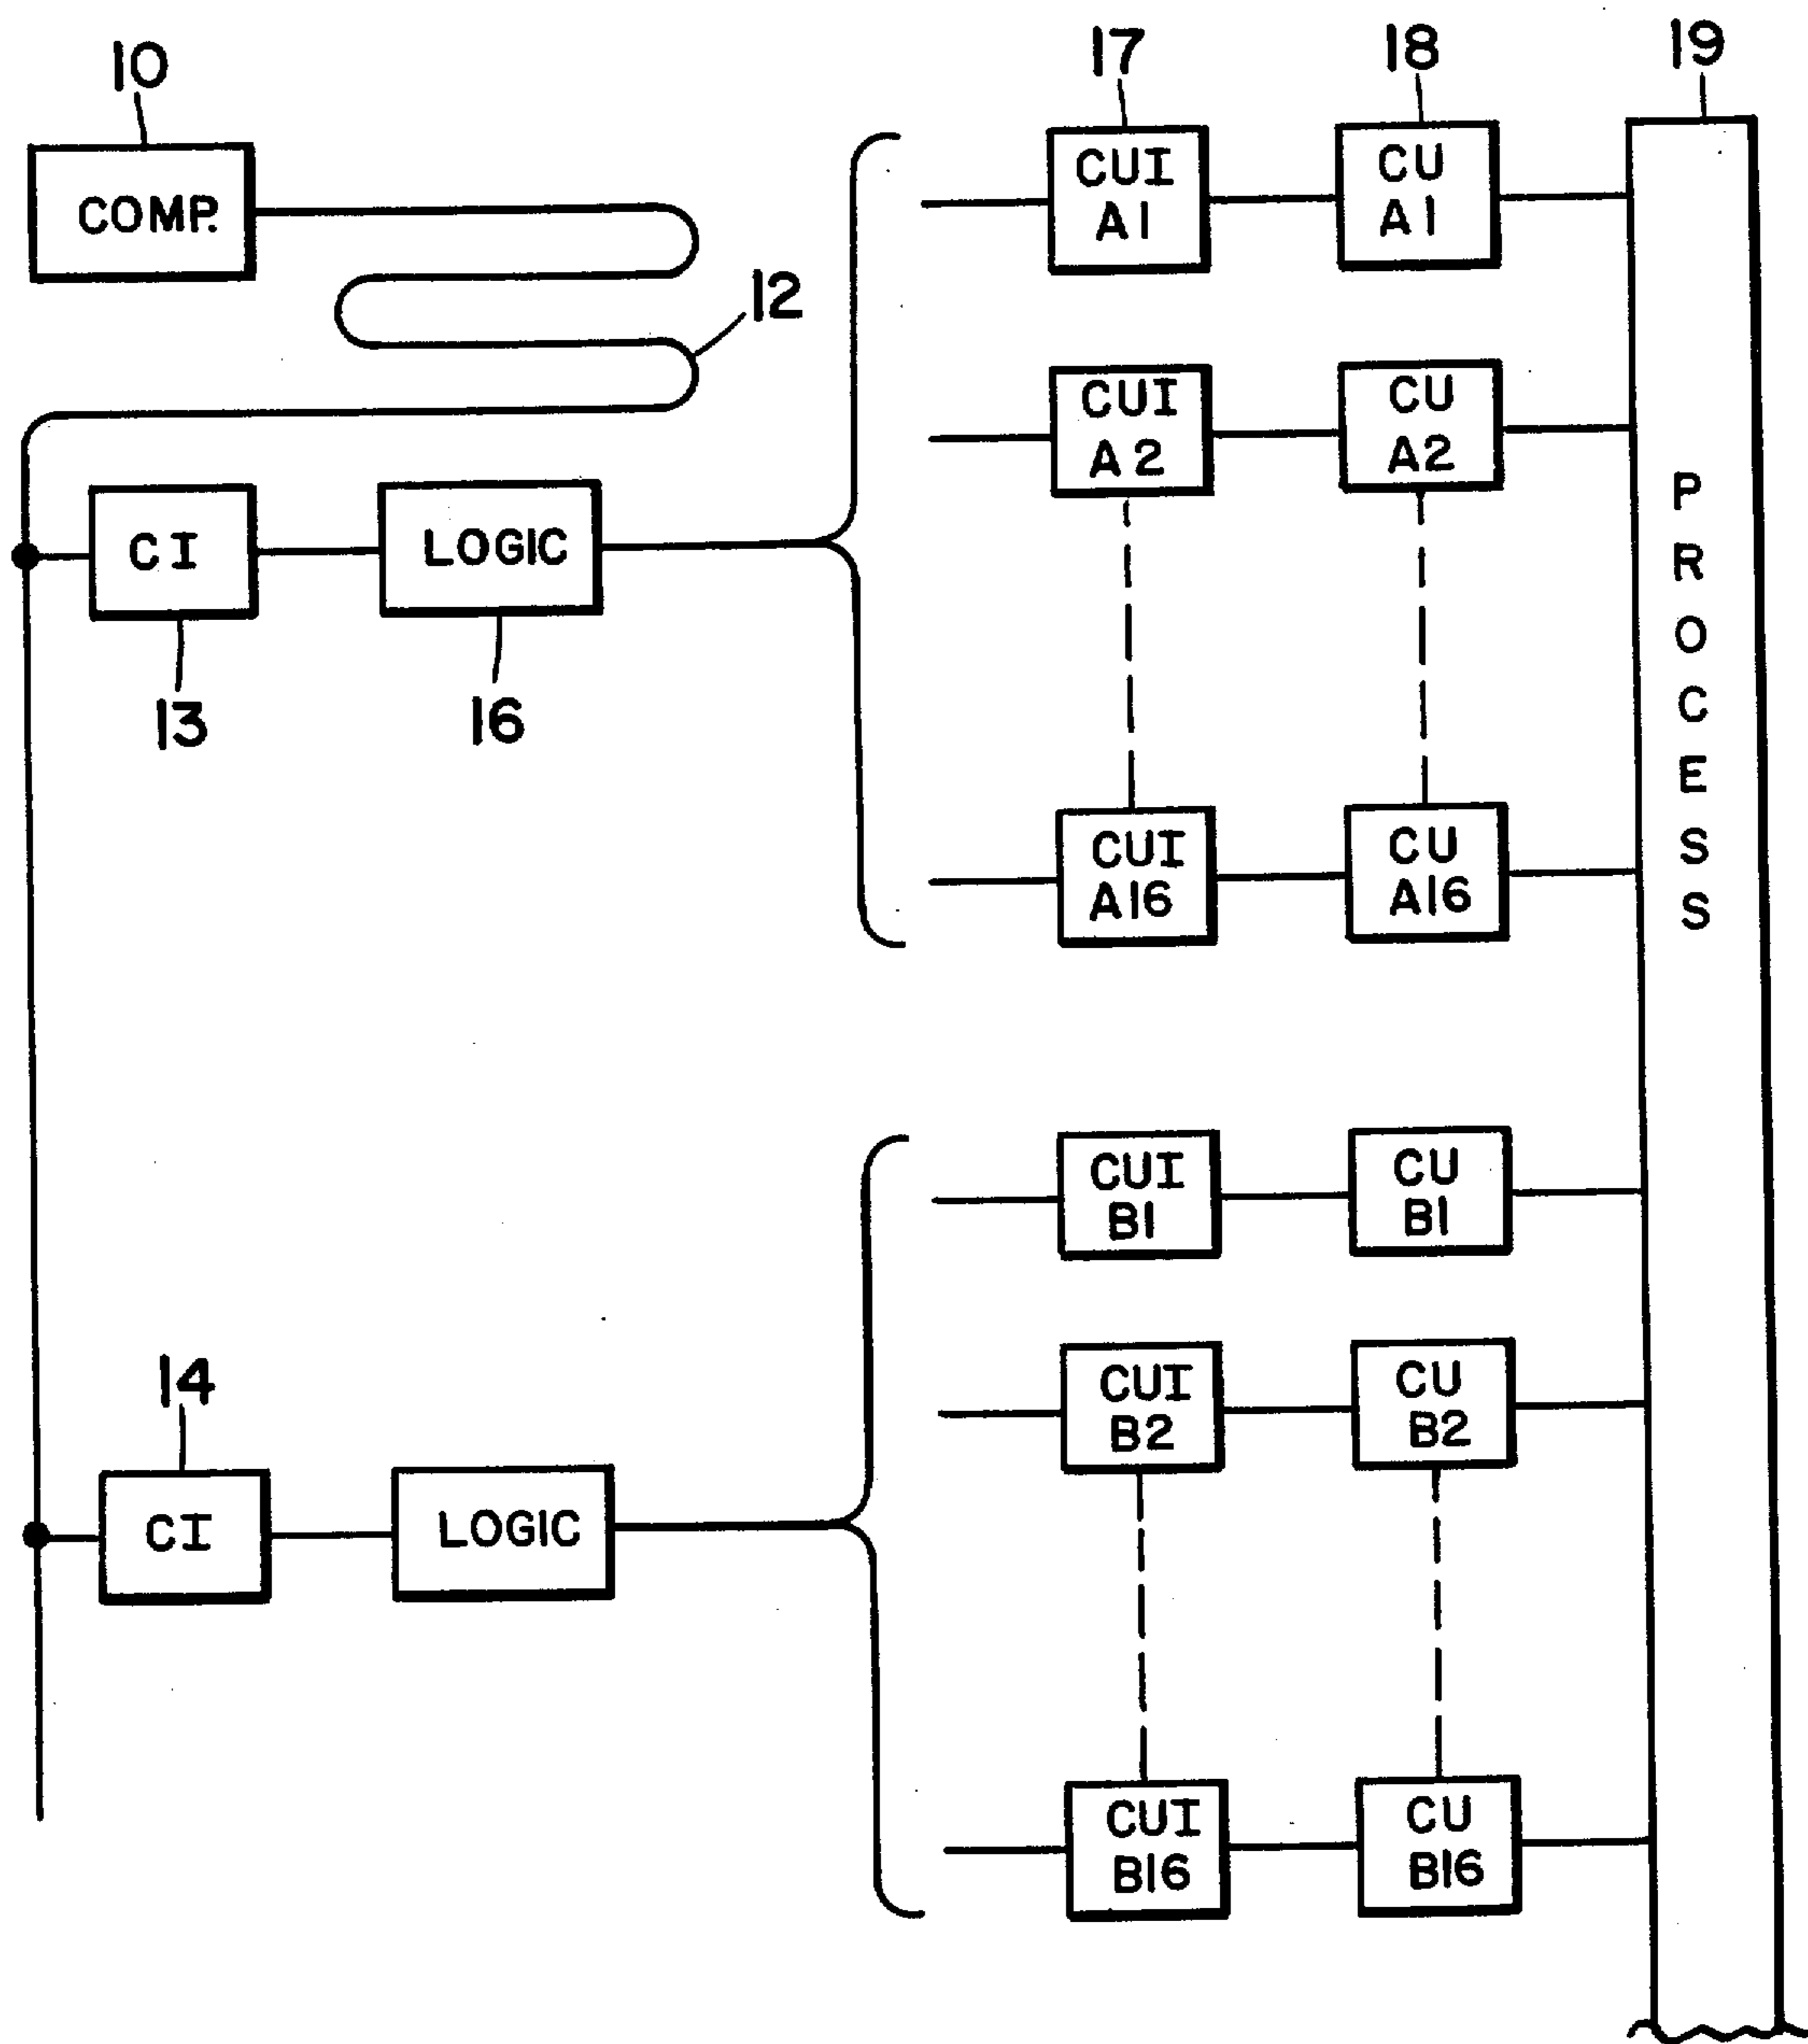 10
17
18
19
COMP.
CUI
A1
CU
A1
12
CUI
A2
CU
A2
PROCESS
CI
LOGIC
13
16
CUI
A16
CU
A16
CUI
B1
CU
B1
14
CUI
B2
CU
B2
CI
LOGIC
CUI
B16
CU
B16